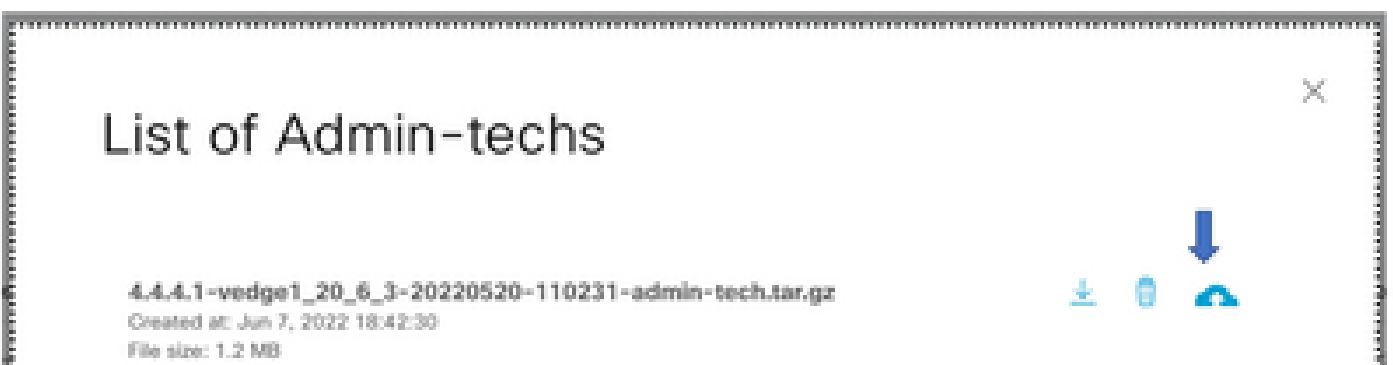 List of Admin-techs
4.4.4.1-vedge1_20_6_3-20220520-110231-admin-tech.tar.gz
Created at: Jun 7, 2022 18:42:30
File size: 1.2 MB